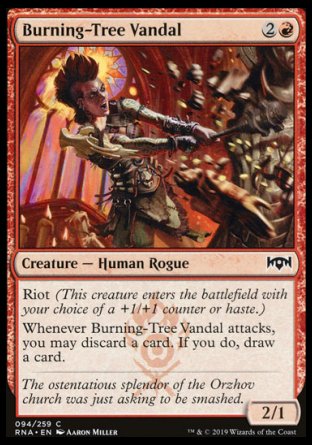 Burning-Tree Vandal 2
Creature — Human Rogue
Riot (This creature enters the battlefield with
your choice of a +1/+1 counter or haste.)
Whenever Burning-Tree Vandal attacks,
you may discard a card. If you do, draw
a card.
The ostentatious splendor of the Orzhov
church was just asking to be smashed.
2/1
094/259 C
RNA • EN Aaron Miller
™ & © 2019 Wizards of the Coast